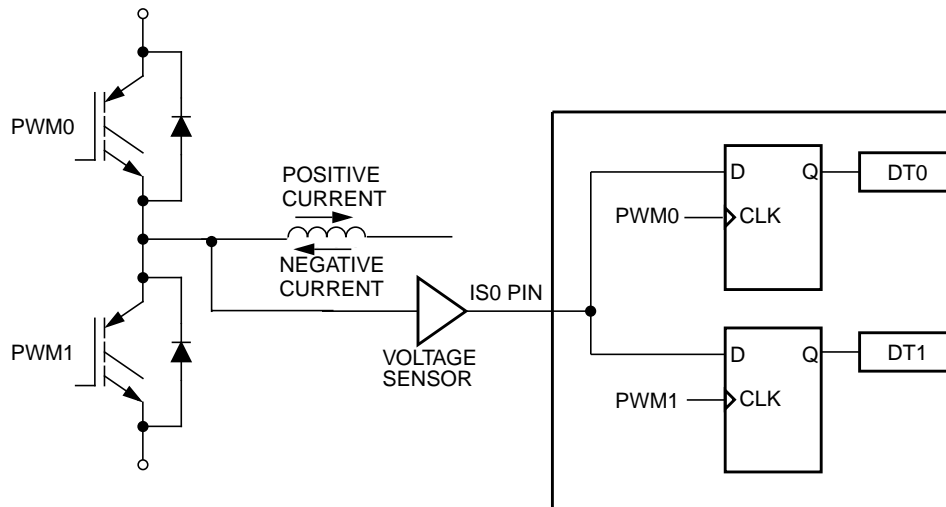 PWM0
POSITIVE
CURRENT
NEGATIVE
CURRENT
PWM1
VOLTAGE
SENSOR
IS0 PIN
D
Q
PWM0
CLK
DT0
D
Q
PWM1
CLK
DT1